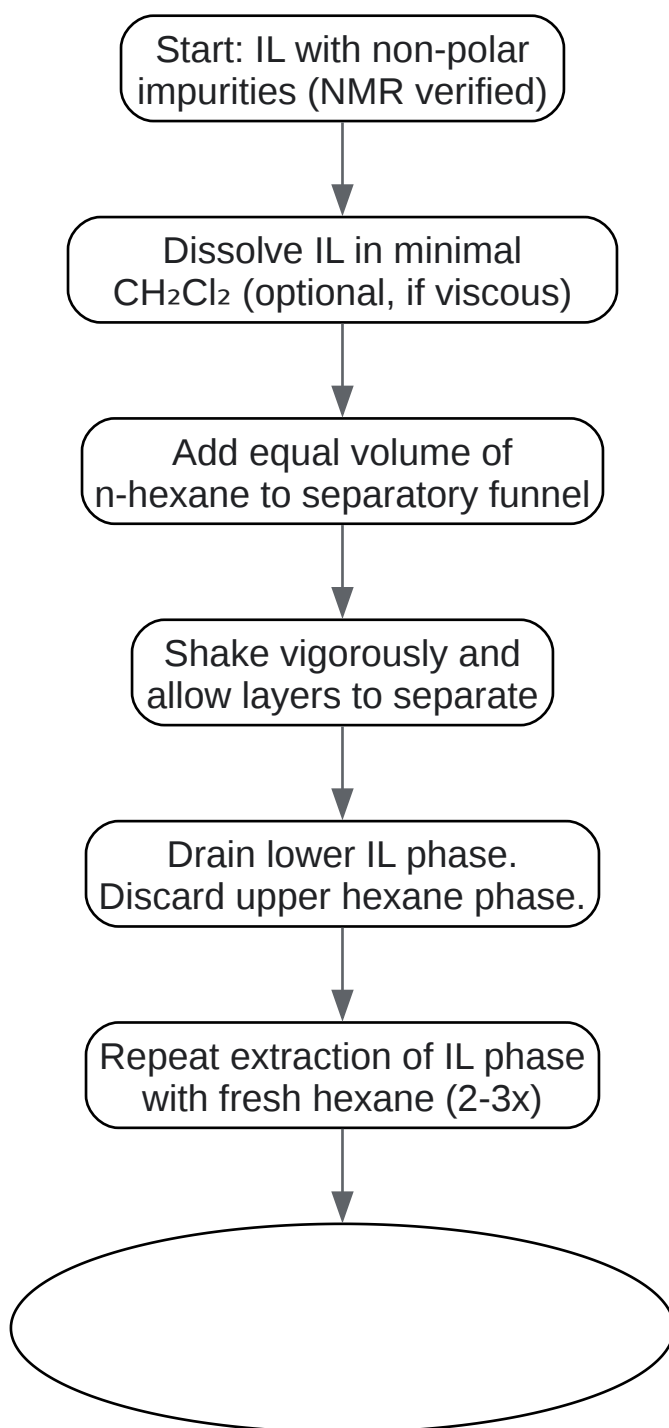 Start: IL with non-polar
impurities (NMR verified)
Dissolve IL in minimal
CH₂Cl₂ (optional, if viscous)
Add equal volume of
n-hexane to separatory funnel
Shake vigorously and
allow layers to separate
Drain lower IL phase.
Discard upper hexane phase.
Repeat extraction of IL phase
with fresh hexane (2-3x)